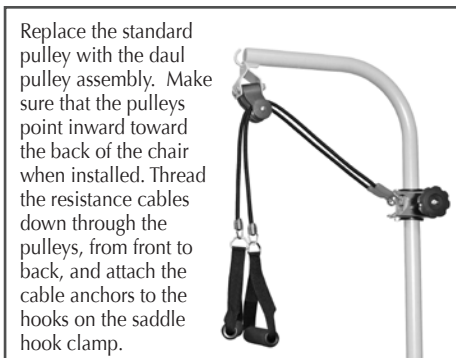 Replace the standard
pulley with the daul
pulley assembly.  Make
sure that the pulleys
point inward toward
the back of the chair
when installed. Thread
the resistance cables
down through the
pulleys, from front to
back, and attach the
cable anchors to the
hooks on the saddle
hook clamp.